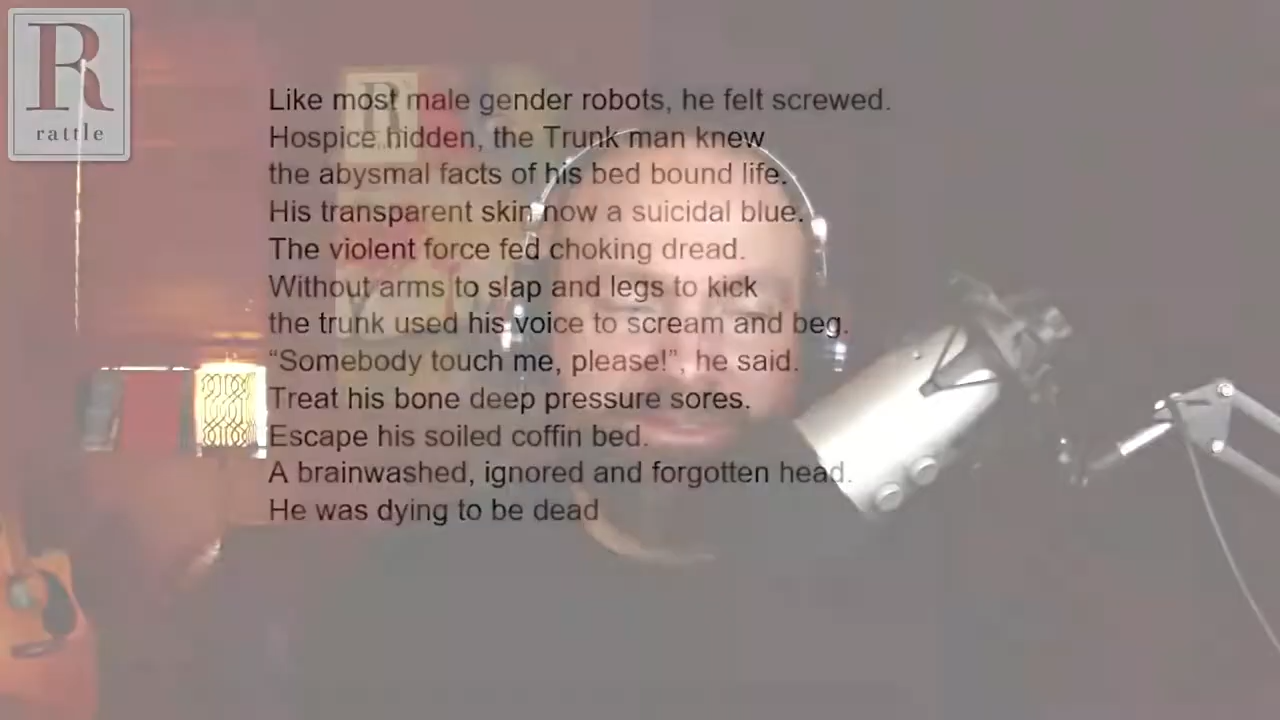 R
rattle
R
Like most male gender robots, he felt screwed.
Hospice hidden, the Trunk man knew
the abysmal facts of his bed bound life.
His transparent skin now a suicidal blue.
The violent force fed choking dread.
Without arms to slap and legs to kick
the trunk used his voice to scream and beg.
“Somebody touch me, please!”, he said.
Treat his bone deep pressure sores.
Escape his soiled coffin bed.
A brainwashed, ignored and forgotten head.
He was dying to be dead